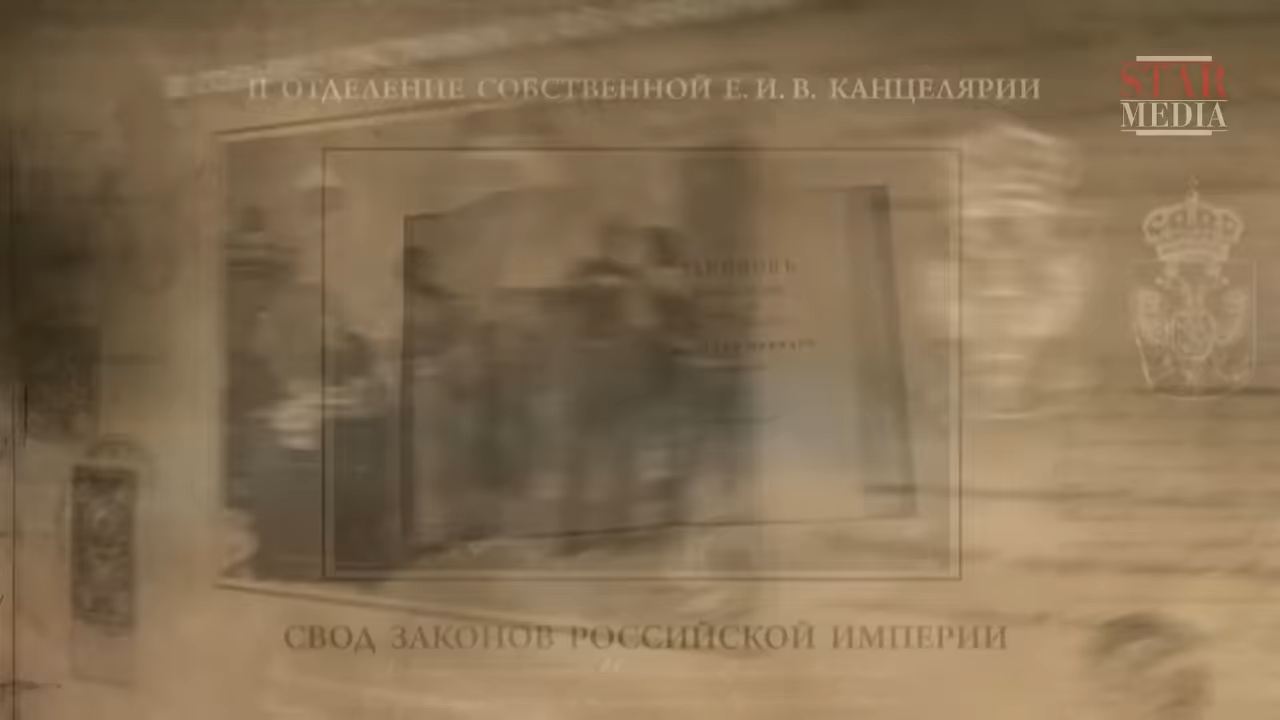 II ОТДЕЛЕНИЕ СОБСТВЕННОЙ Е. И. В. КАНЦЕЛЯРИИ
STAR
MEDIA
СВОД ЗАКОНОВ РОССИЙСКОЙ ИМПЕРИИ